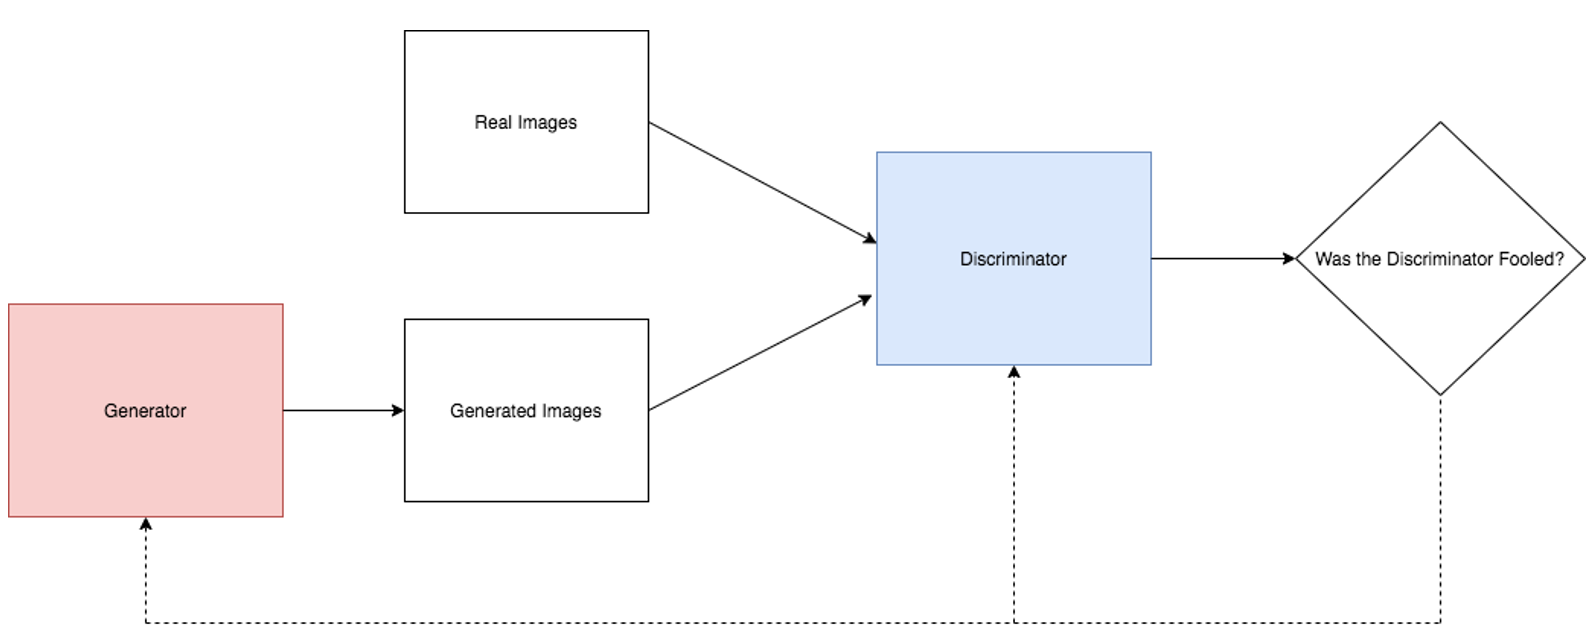 Real Images
Discriminator
Was the Discriminator Fooled?
Generator
Generated Images